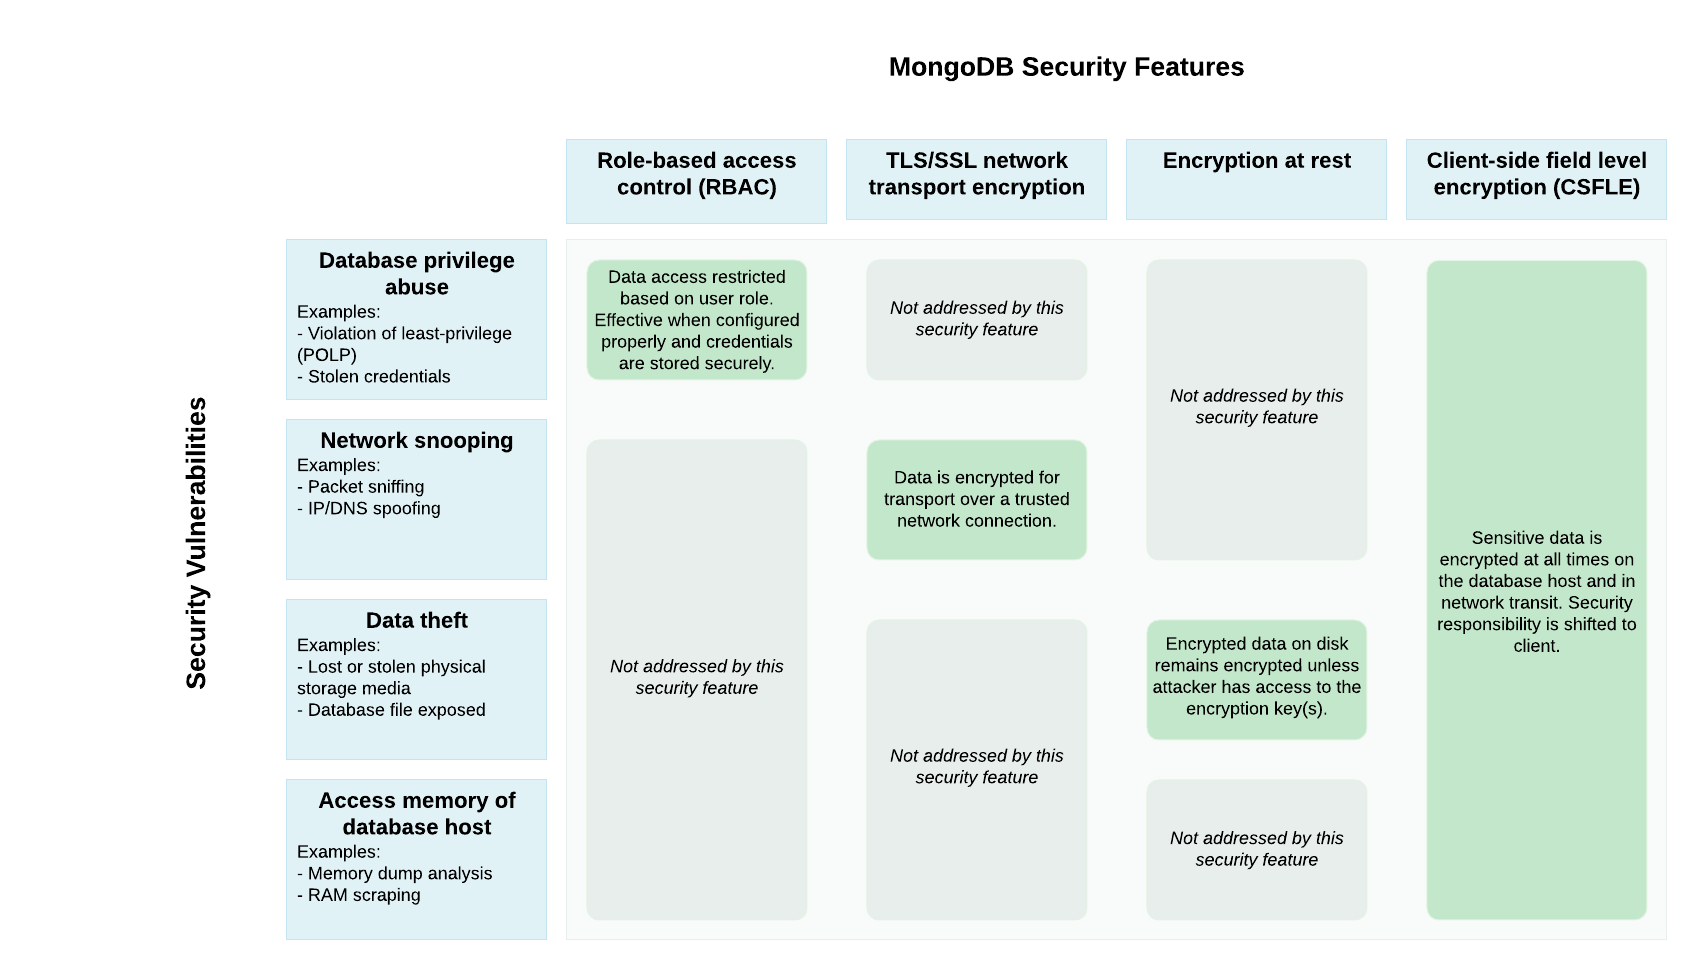 MongoDB Security Features
Role-based access
control (RBAC)
TLS/SSL network
transport encryption
Encryption at rest
Client-side field level
encryption (CSFLE)
Security Vulnerabilities
Database privilege
abuse
Examples:
- Violation of least-privilege
(POLP)
- Stolen credentials
Data access restricted
based on user role.
Effective when configured
properly and credentials
are stored securely.
Not addressed by this
security feature
Not addressed by this
security feature
Sensitive data is
encrypted at all times on
the database host and in
network transit. Security
responsibility is shifted to
client.
Network snooping
Examples:
- Packet sniffing
- IP/DNS spoofing
Not addressed by this
security feature
Data is encrypted for
transport over a trusted
network connection.
Data theft
Examples:
- Lost or stolen physical
storage media
- Database file exposed
Not addressed by this
security feature
Encrypted data on disk
remains encrypted unless
attacker has access to the
encryption key(s).
Access memory of
database host
Examples:
- Memory dump analysis
- RAM scraping
Not addressed by this
security feature